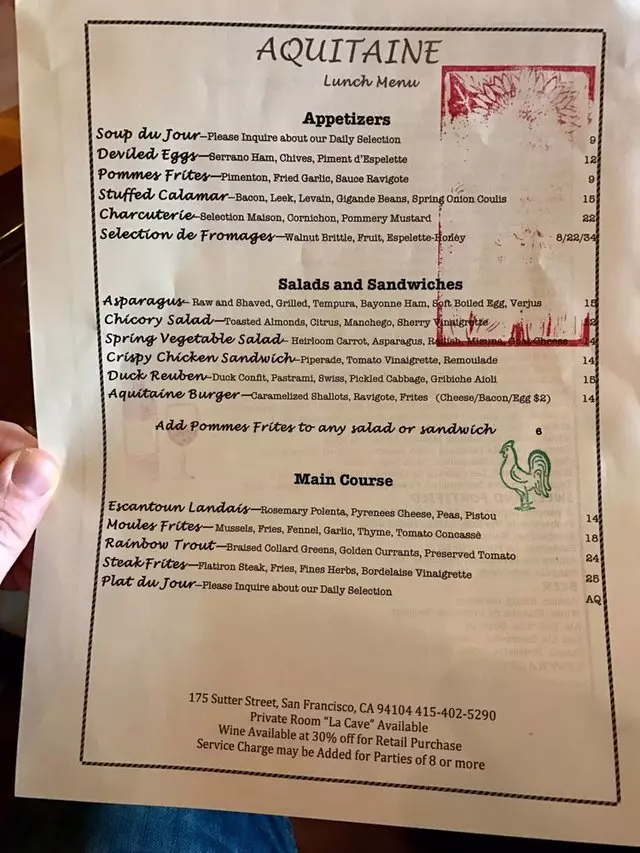 AQUITAINE
Lunch Menu
Appetizers
Soup du Jour—Please Inquire about our Daily Selection 9
Deviled Eggs—Serrano Ham, Chives, Piment d'Espelette 12
Pommes Frites—Pimenton, Fried Garlic, Sauce Ravigote 9
Stuffed Calamar—Bacon, Leek, Levain, Gigande Beans, Spring Onion Coulis 15
Charcuterie—Selection Maison, Cornichon, Pommery Mustard 22
Selection de Fromages—Walnut Brittle, Fruit, Espelette-Honey 8/22/34
Salads and Sandwiches
Asparagus— Raw and Shaved, Grilled, Tempura, Bayonne Ham, Soft Boiled Egg, Verjus
Chicory Salad—Toasted Almonds, Citrus, Manchego, Sherry Vinaigrette
Spring Vegetable Salad— Heirloom Carrot, Asparagus, Radish, Mizuna, Goat Cheese
Crispy Chicken Sandwich—Piperade, Tomato Vinaigrette, Remoulade 14
Duck Reuben—Duck Confit, Pastrami, Swiss, Pickled Cabbage, Gribiche Aioli 15
Aquitaine Burger—Caramelized Shallots, Ravigote, Frites (Cheese/Bacon/Egg $2) 14
Add Pommes Frites to any salad or sandwich 6
Main Course
Escantoun Landais—Rosemary Polenta, Pyrenees Cheese, Peas, Pistou 14
Moules Frites— Mussels, Fries, Fennel, Garlic, Thyme, Tomato Concassè 18
Rainbow Trout—Braised Collard Greens, Golden Currants, Preserved Tomato 24
Steak Frites—Flatiron Steak, Fries, Fines Herbs, Bordelaise Vinaigrette 25
Plat du Jour—Please Inquire about our Daily Selection AQ
175 Sutter Street, San Francisco, CA 94104 415-402-5290
Private Room "La Cave" Available
Wine Available at 30% off for Retail Purchase
Service Charge may be Added for Parties of 8 or more